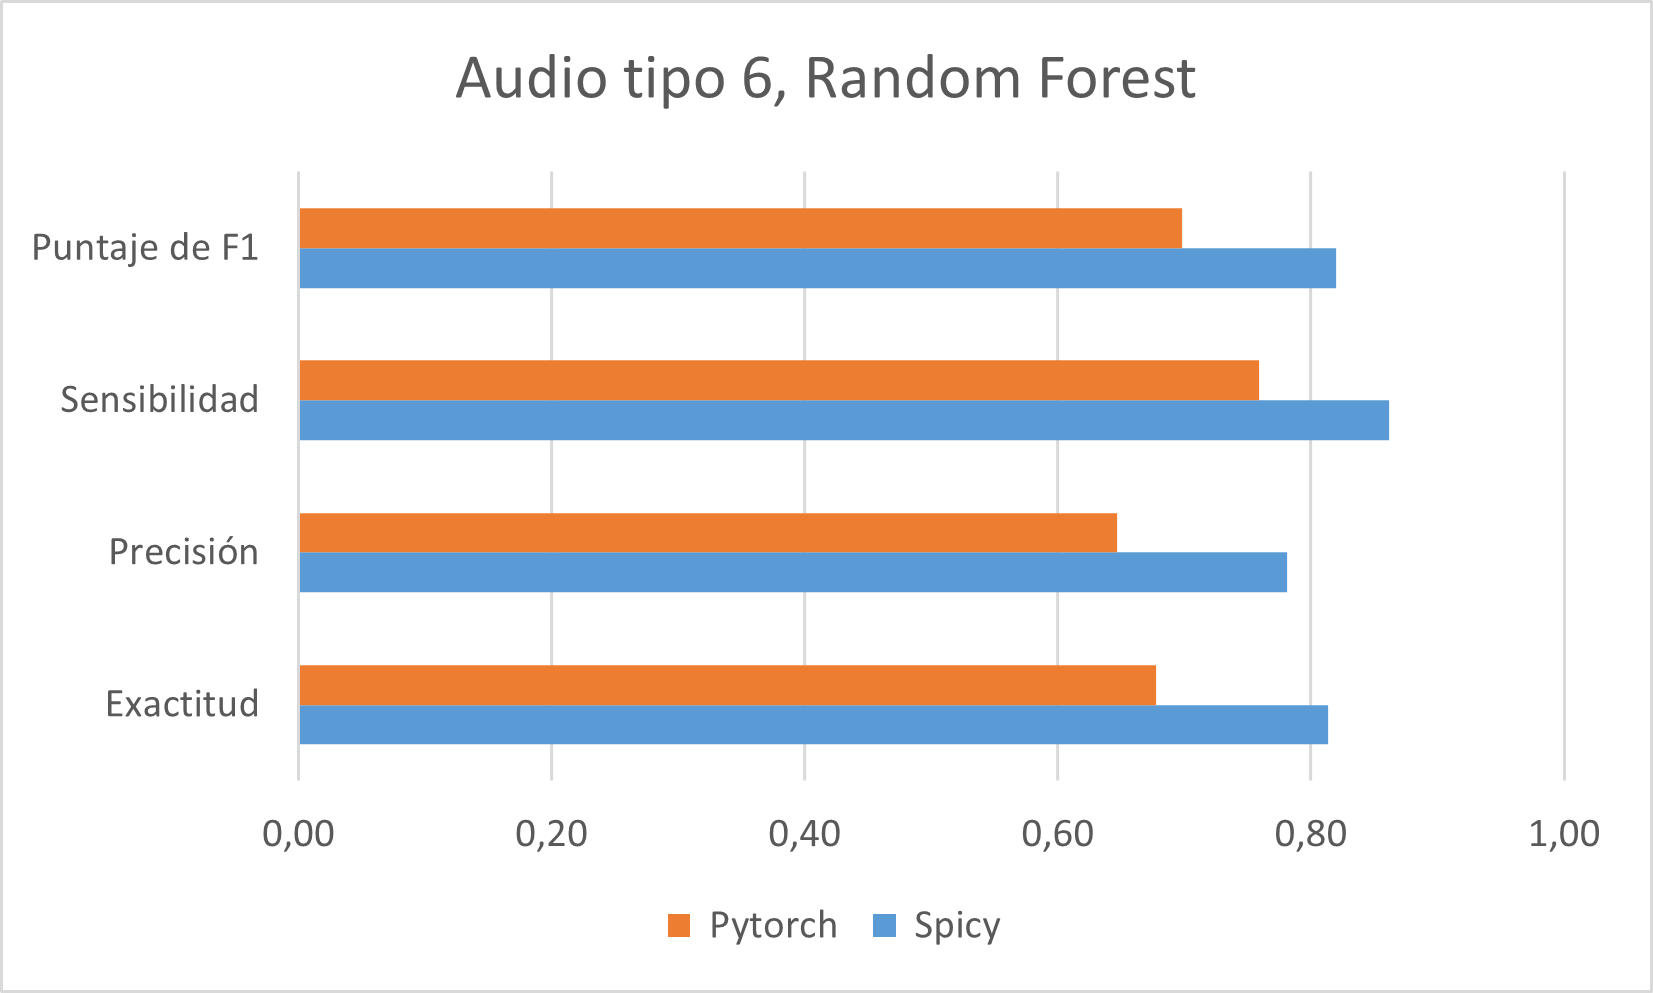 Audio tipo 6, Random Forest
Puntaje de F1
Sensibilidad
Precisión
Exactitud
0,00 0,20 0,40 0,60 0,80 1,00
Pytorch Spicy